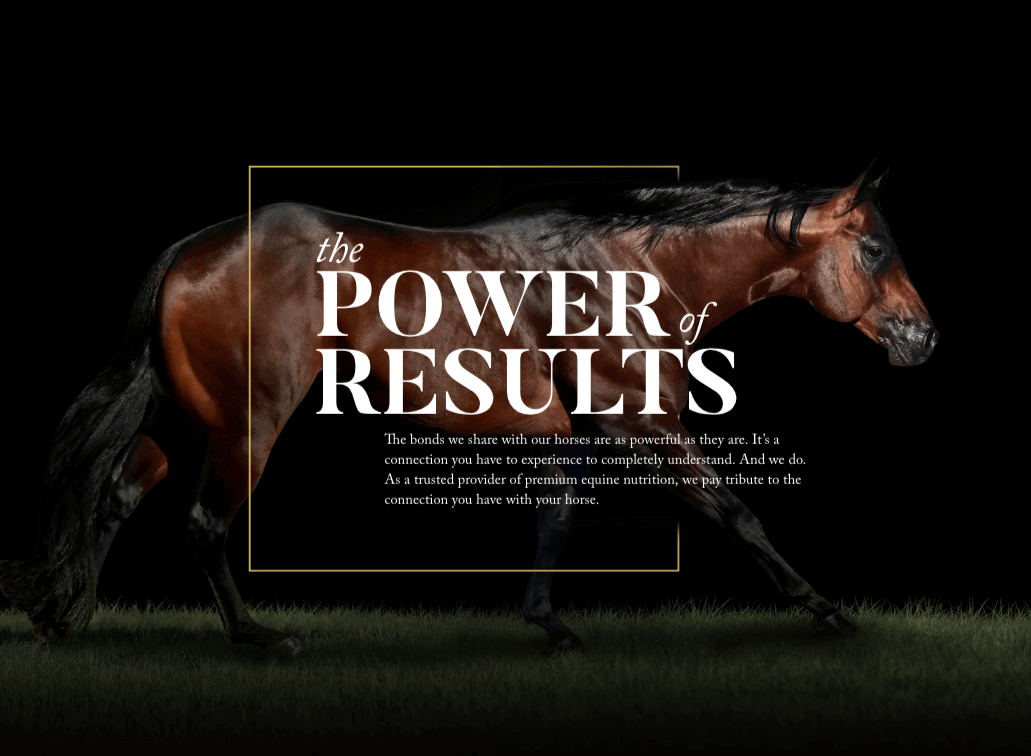 the
POWER of
RESULTS
The bonds we share with our horses are as powerful as they are. It’s a
connection you have to experience to completely understand. And we do.
As a trusted provider of premium equine nutrition, we pay tribute to the
connection you have with your horse.